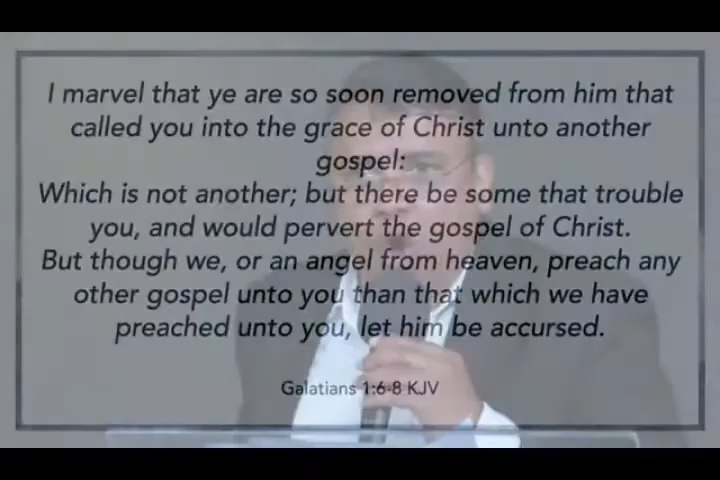 I marvel that ye are so soon removed from him that
called you into the grace of Christ unto another
gospel:
Which is not another; but there be some that trouble
you, and would pervert the gospel of Christ.
But though we, or an angel from heaven, preach any
other gospel unto you than that which we have
preached unto you, let him be accursed.
Galatians 1:6-8 KJV